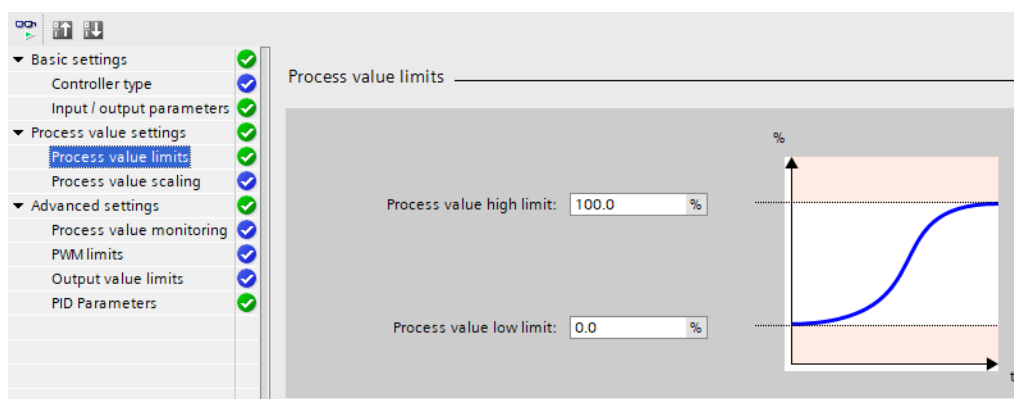 Basic settings
Controller type
Input / output parameters
Process value settings
Process value limits
Process value scaling
Advanced settings
Process value monitoring
PWM limits
Output value limits
PID Parameters
Process value limits
%
Process value high limit: 100.0 %
Process value low limit: 0.0 %
t